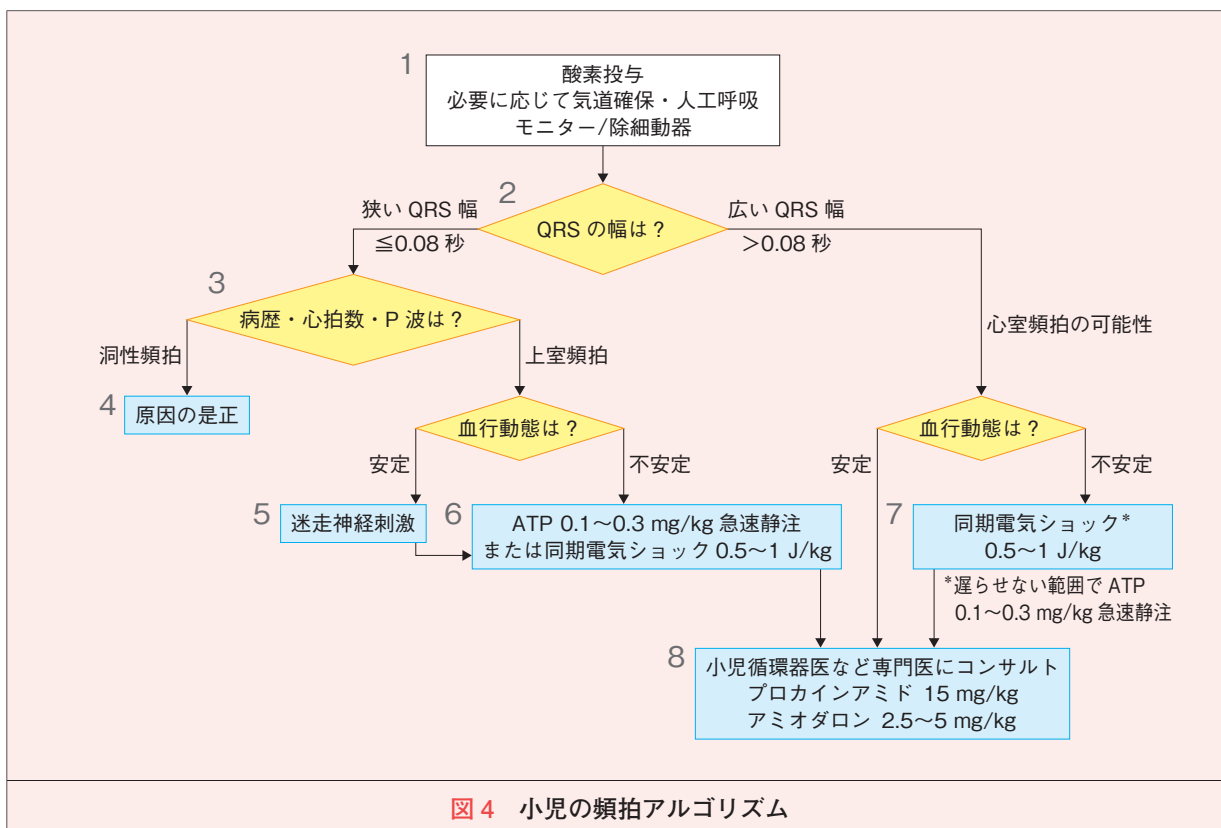 1
酸素投与
必要に応じて気道確保・人工呼吸
モニター/除細動器
2
狭い QRS 幅
≦0.08 秒
QRS の幅は？
広い QRS 幅
＞0.08 秒
3
病歴・心拍数・P 波は？
洞性頻拍
上室頻拍
心室頻拍の可能性
4
原因の是正
血行動態は？
血行動態は？
安定
不安定
安定
不安定
5
迷走神経刺激
6
ATP 0.1〜0.3 mg/kg 急速静注
または同期電気ショック 0.5〜1 J/kg
7
同期電気ショック*
0.5〜1 J/kg
*遅らせない範囲で ATP
0.1〜0.3 mg/kg 急速静注
8
小児循環器医など専門医にコンサルト
プロカインアミド 15 mg/kg
アミオダロン 2.5〜5 mg/kg
図 4 小児の頻拍アルゴリズム